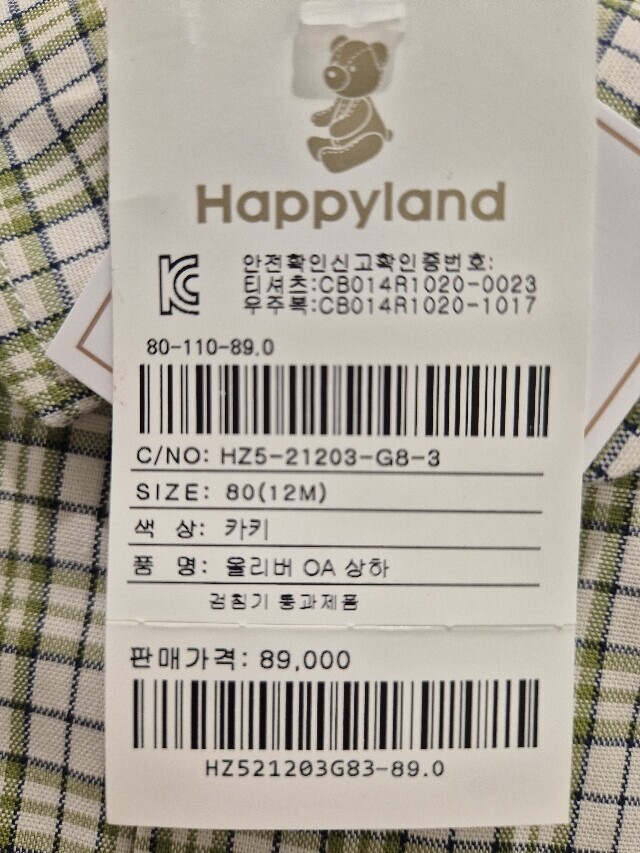 Happyland
안전확인신고확인증번호:
티셔츠:CB014R1020-0023
우주복:CB014R1020-1017
80-110-89.0
C/NO: HZ5-21203-G8-3
SIZE: 80(12M)
색 상: 카키
품 명: 올리버 OA 상하
검침기 통과제품
판매가격: 89,000
HZ521203G83-89.0